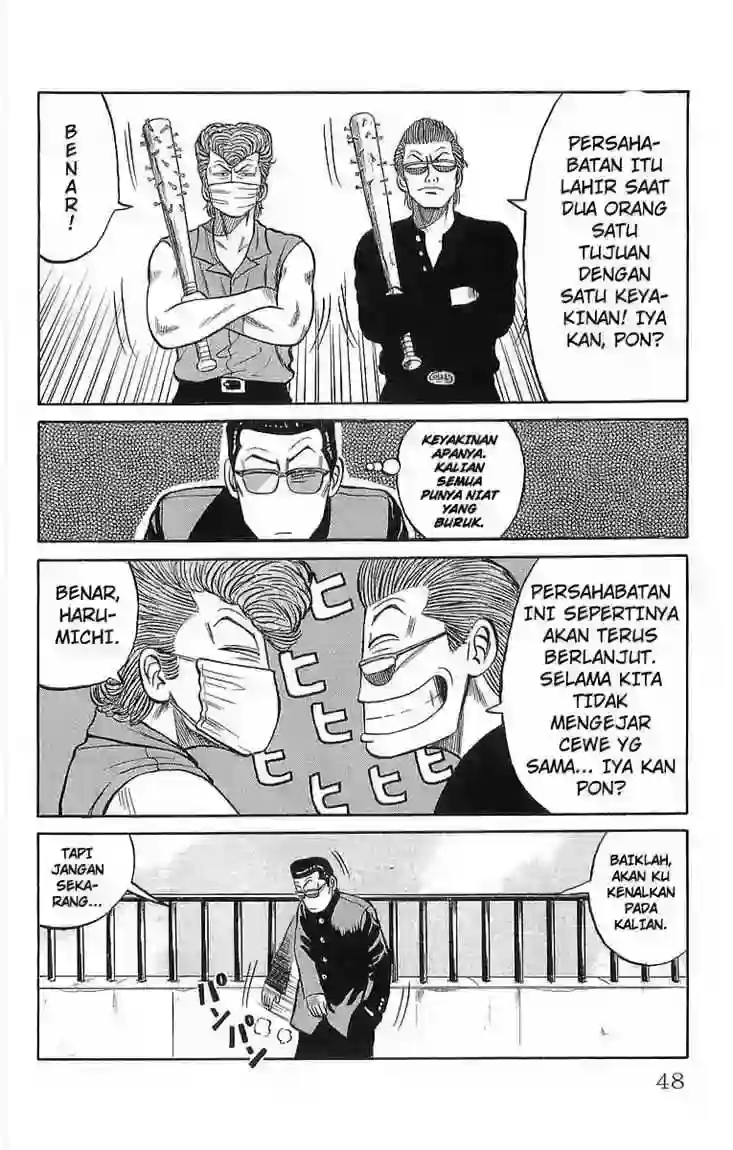 PERSAHA-
BATAN ITU
LAHIR SAAT
DUA ORANG
SATU
TUJUAN
DENGAN
SATU KEYA-
KINAN! IYA
KAN, PON?
BENAR!
KEYAKINAN
APANYA.
KALIAN
SEMUA
PUNYA NIAT
YANG
BURUK.
PERSAHABATAN
INI SEPERTINYA
AKAN TERUS
BERLANJUT.
SELAMA KITA
TIDAK
MENGEJAR
CEWE YG
SAMA... IYA KAN
PON?
ヒヒヒヒヒヒヒ
BENAR,
HARU-
MICHI.
BAIKLAH,
AKAN KU
KENALKAN
PADA
KALIAN.
TAPI
JANGAN
SEKA-
RANG...
パンパン
48